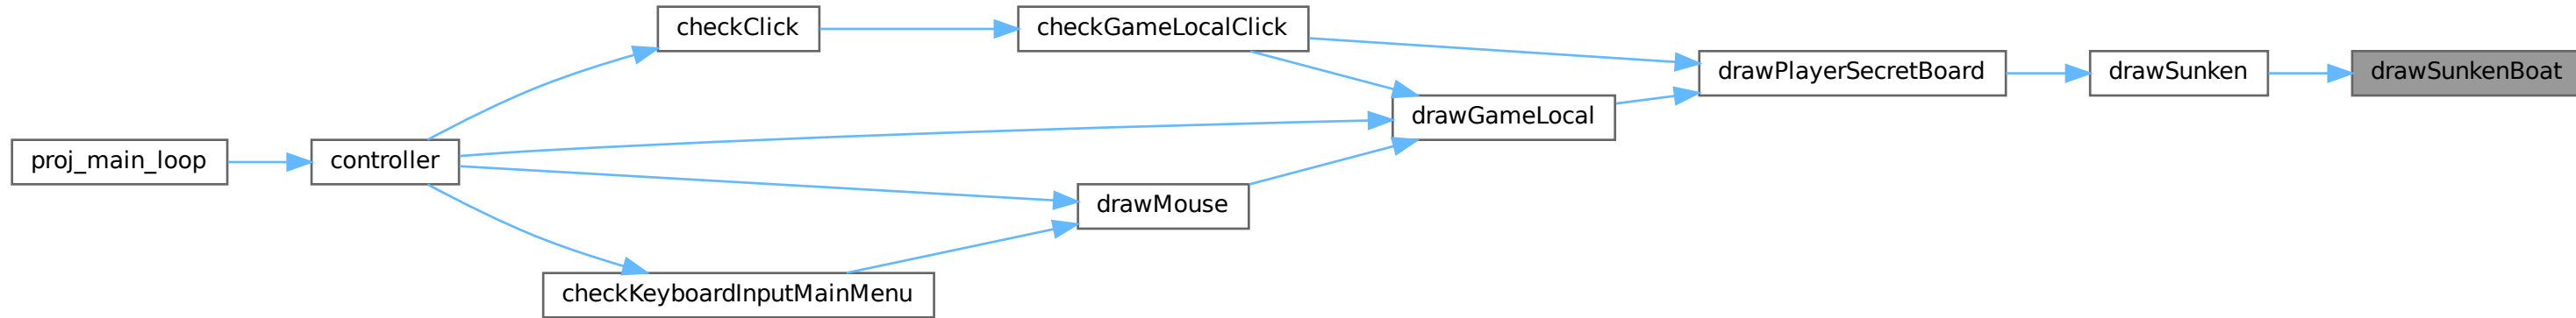 checkClick
checkGameLocalClick
drawPlayerSecretBoard
drawSunken
drawSunkenBoat
drawGameLocal
proj_main_loop
controller
drawMouse
checkKeyboardInputMainMenu